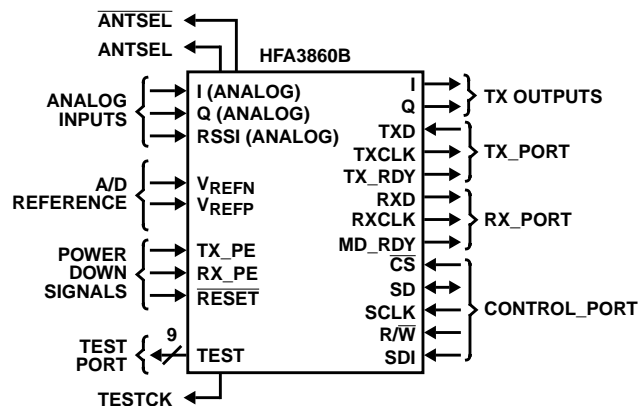 ANTSEL
ANTSEL
HFA3860B
ANALOG
INPUTS
I (ANALOG)
Q (ANALOG)
RSSI (ANALOG)
A/D
REFERENCE
VREFN
VREFP
POWER
DOWN
SIGNALS
TX_PE
RX_PE
RESET
TEST
PORT
9
TEST
TESTCK
I
Q
TX OUTPUTS
TXD
TXCLK
TX_RDY
TX_PORT
RXD
RXCLK
MD_RDY
RX_PORT
CS
SD
SCLK
R/W
SDI
CONTROL_PORT